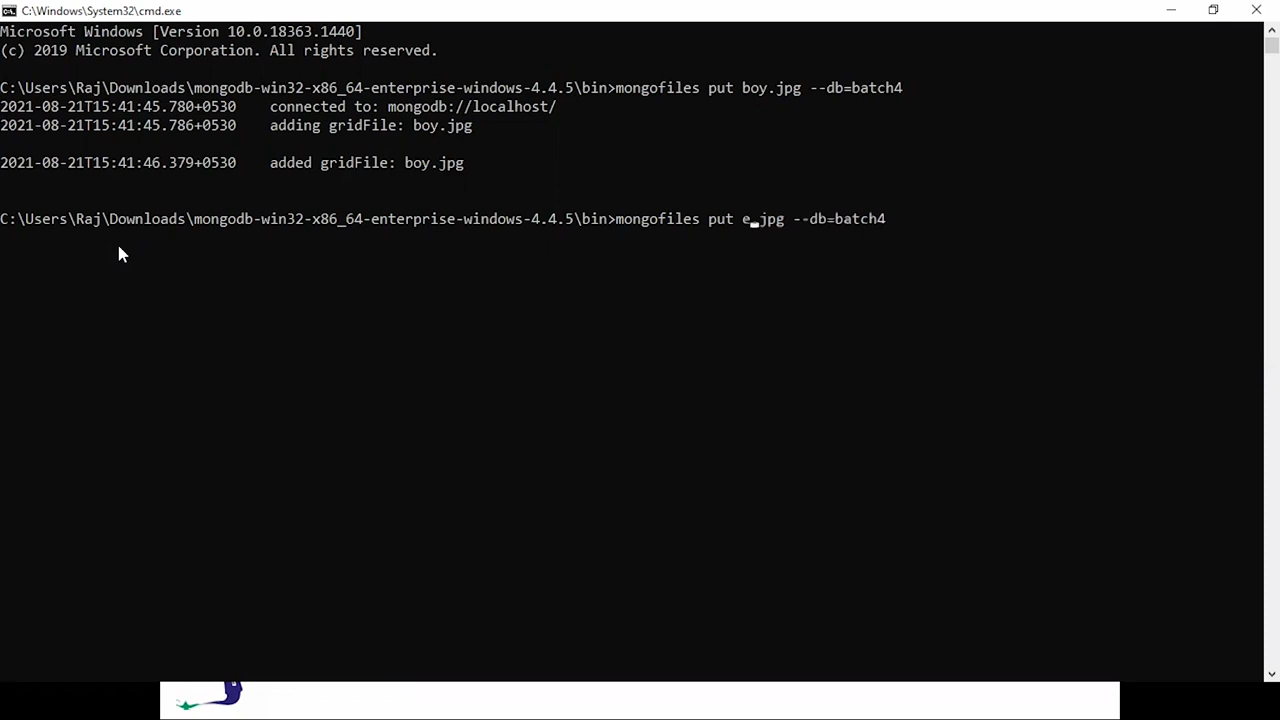 C:\Windows\System32\cmd.exe
Microsoft Windows [Version 10.0.18363.1440]
(c) 2019 Microsoft Corporation. All rights reserved.
C:\Users\Raj\Downloads\mongodb-win32-x86_64-enterprise-windows-4.4.5\bin>mongofiles put boy.jpg --db=batch4
2021-08-21T15:41:45.780+0530    connected to: mongodb://localhost/
2021-08-21T15:41:45.786+0530    adding gridFile: boy.jpg
2021-08-21T15:41:46.379+0530    added gridFile: boy.jpg
C:\Users\Raj\Downloads\mongodb-win32-x86_64-enterprise-windows-4.4.5\bin>mongofiles put e.jpg --db=batch4